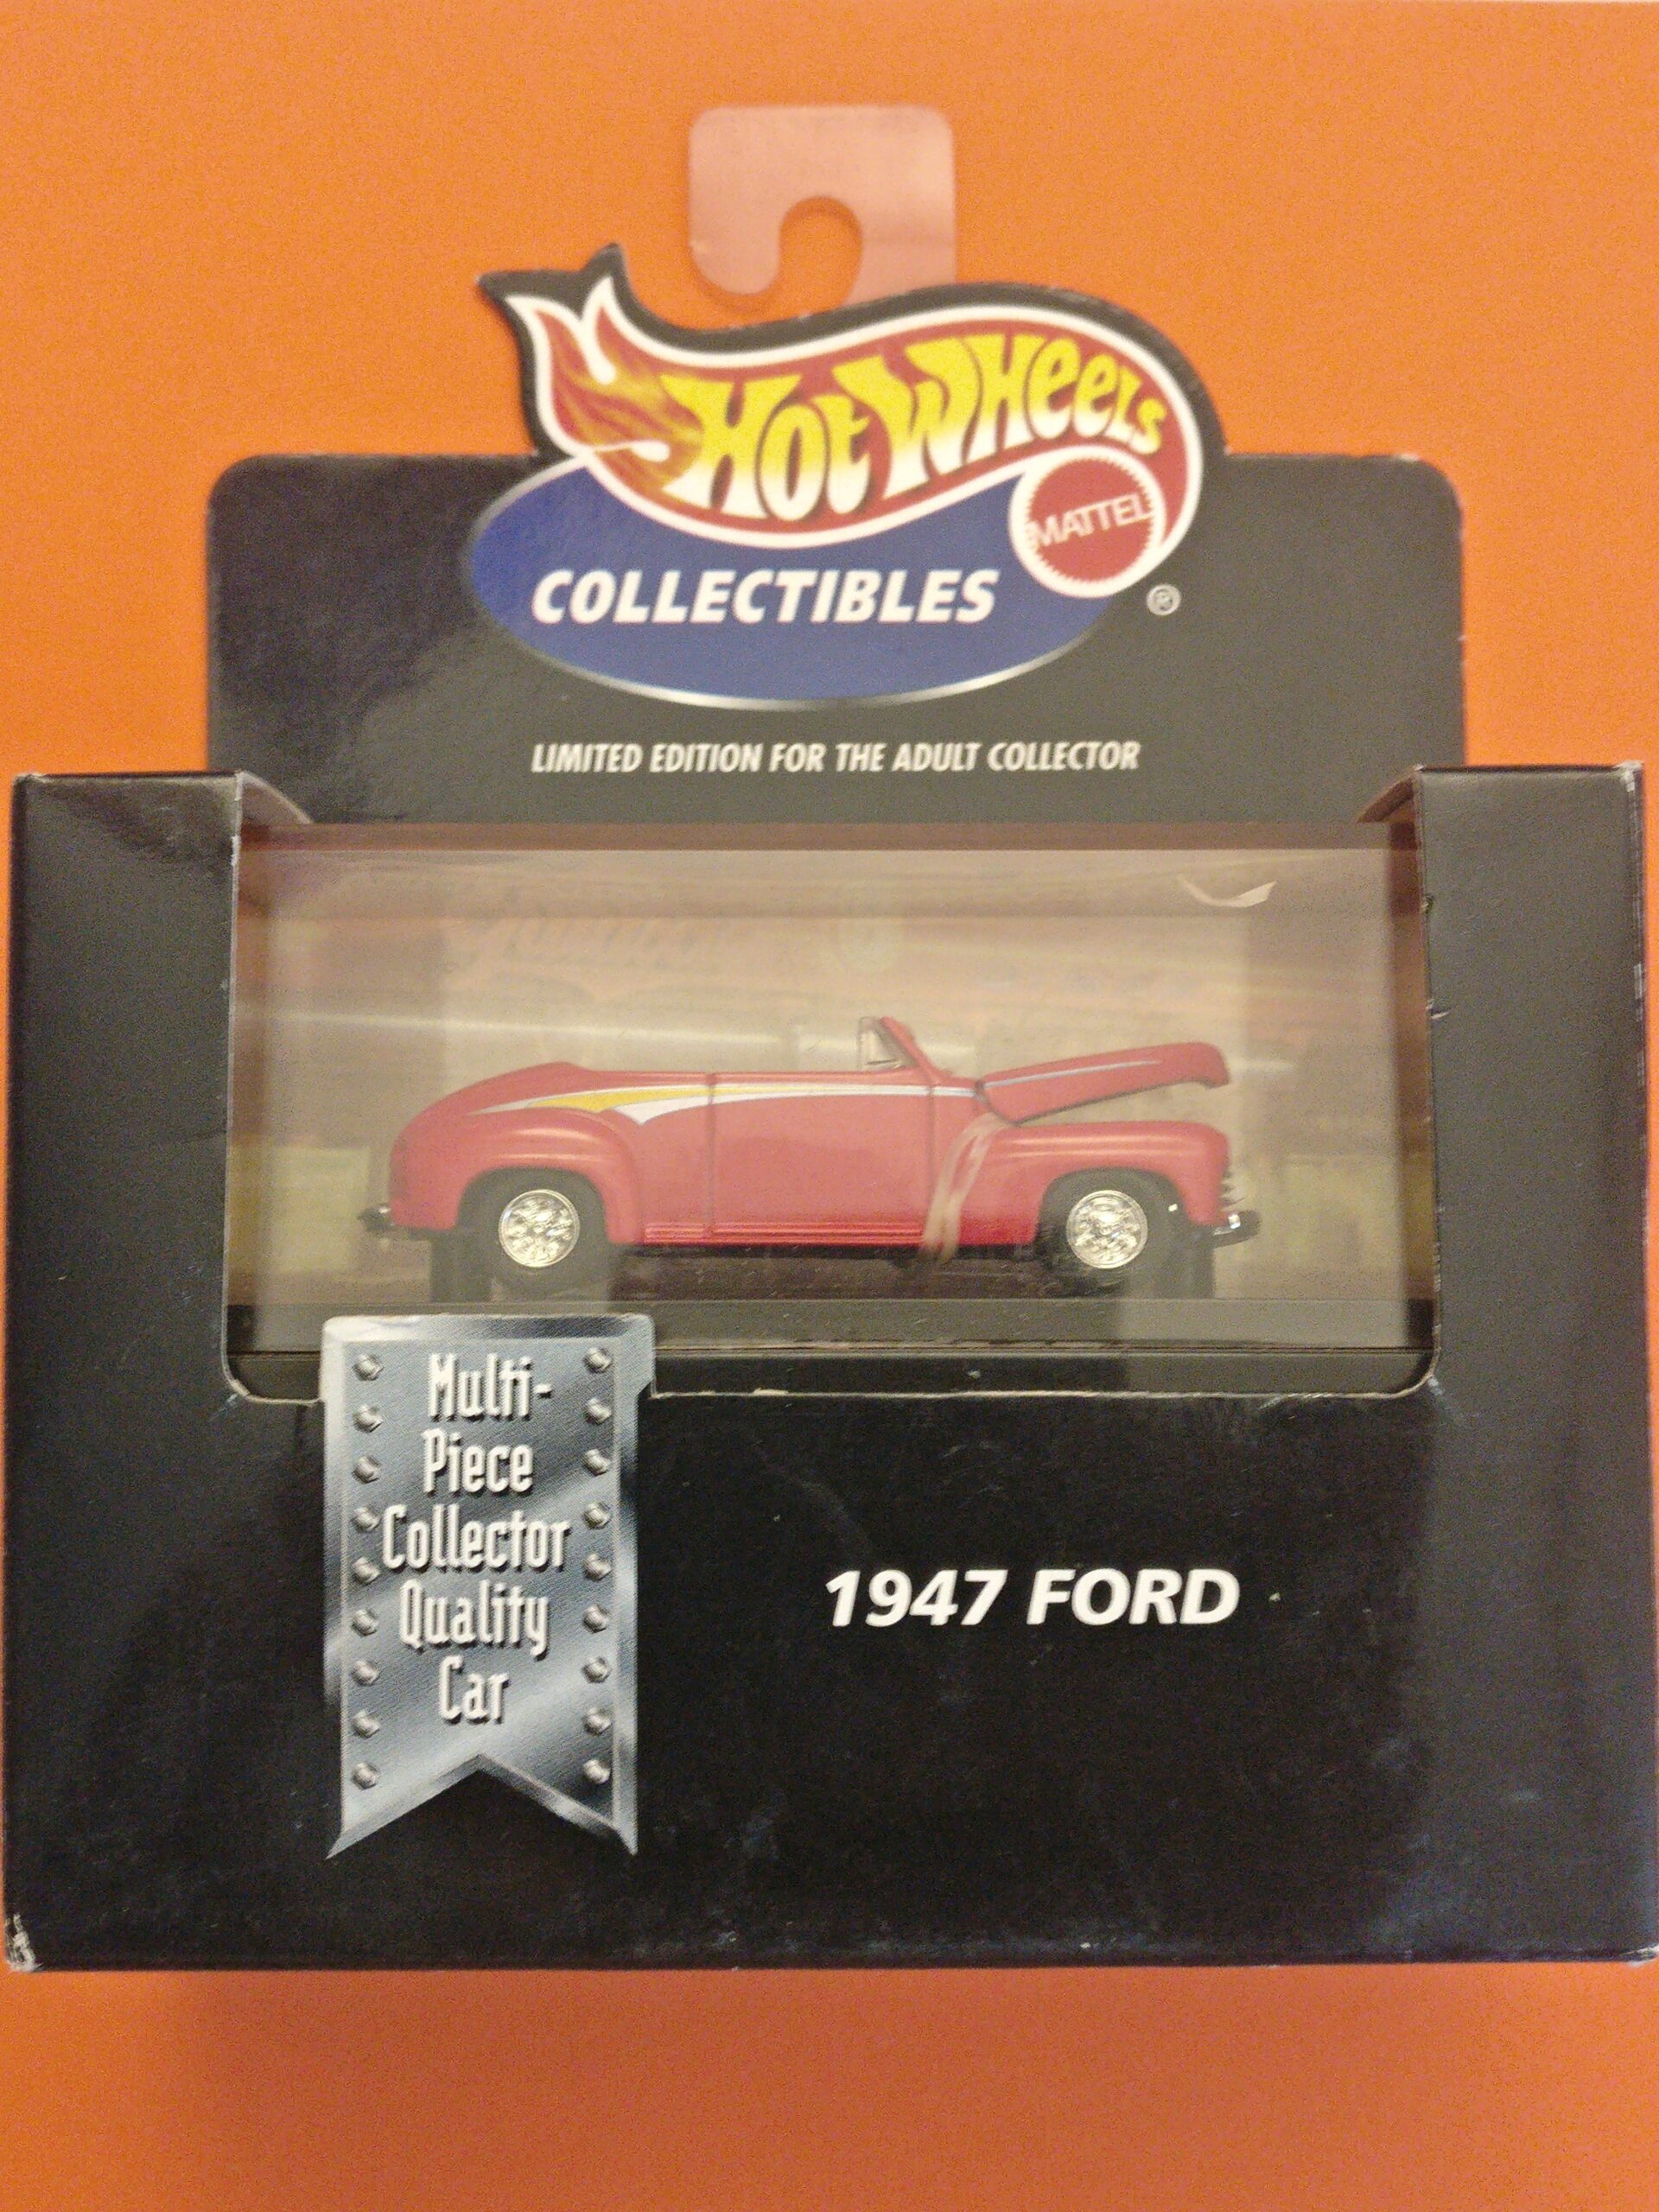 Hot Wheels
MATTEL
COLLECTIBLES
®
LIMITED EDITION FOR THE ADULT COLLECTOR
Multi-
Piece
Collector
Quality
Car
1947 FORD